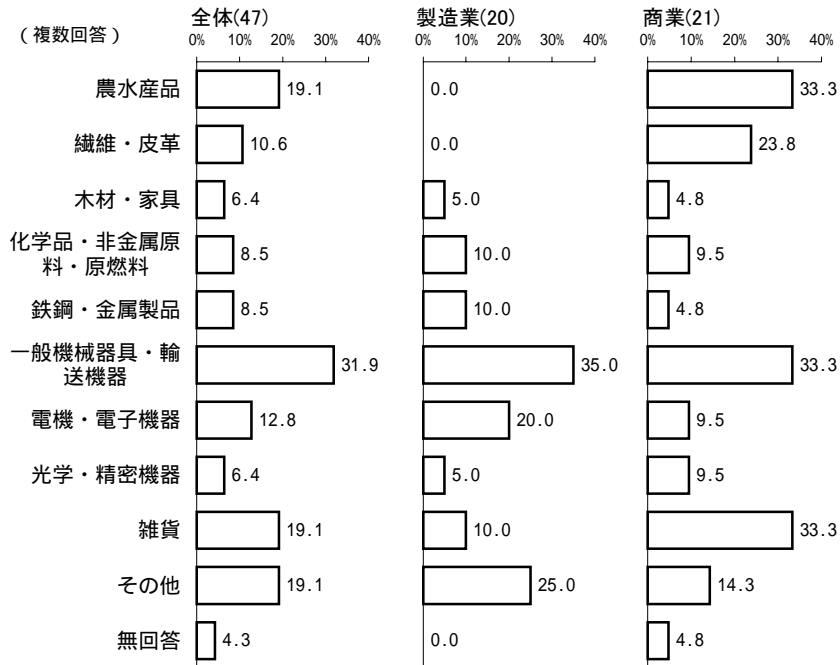 全体(47) 製造業(20) 商業(21)
（複数回答） 0% 10% 20% 30% 40% 0% 10% 20% 30% 40% 0% 10% 20% 30% 40%
農水産品 19.1 0.0 33.3
繊維・皮革 10.6 0.0 23.8
木材・家具 6.4 5.0 4.8
化学品・非金属原
料・原燃料 8.5 10.0 9.5
鉄鋼・金属製品 8.5 10.0 4.8
一般機械器具・輸
送機器 31.9 35.0 33.3
電機・電子機器 12.8 20.0 9.5
光学・精密機器 6.4 5.0 9.5
雑貨 19.1 10.0 33.3
その他 19.1 25.0 14.3
無回答 4.3 0.0 4.8